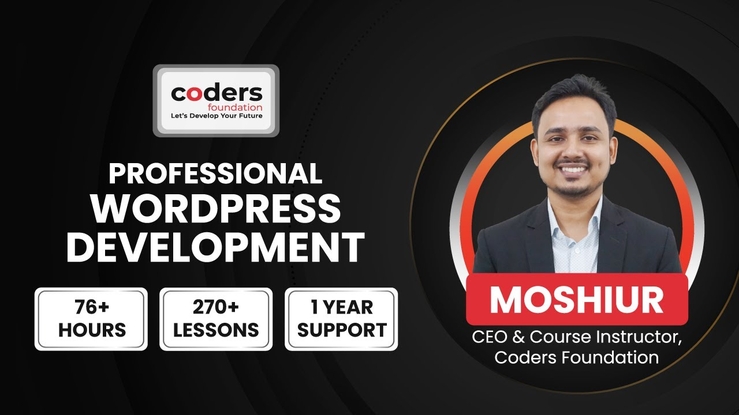 coders
foundation
Let's Develop Your Future
PROFESSIONAL
WORDPRESS
DEVELOPMENT
76+
HOURS
270+
LESSONS
1 YEAR
SUPPORT
MOSHIUR
CEO & Course Instructor,
Coders Foundation